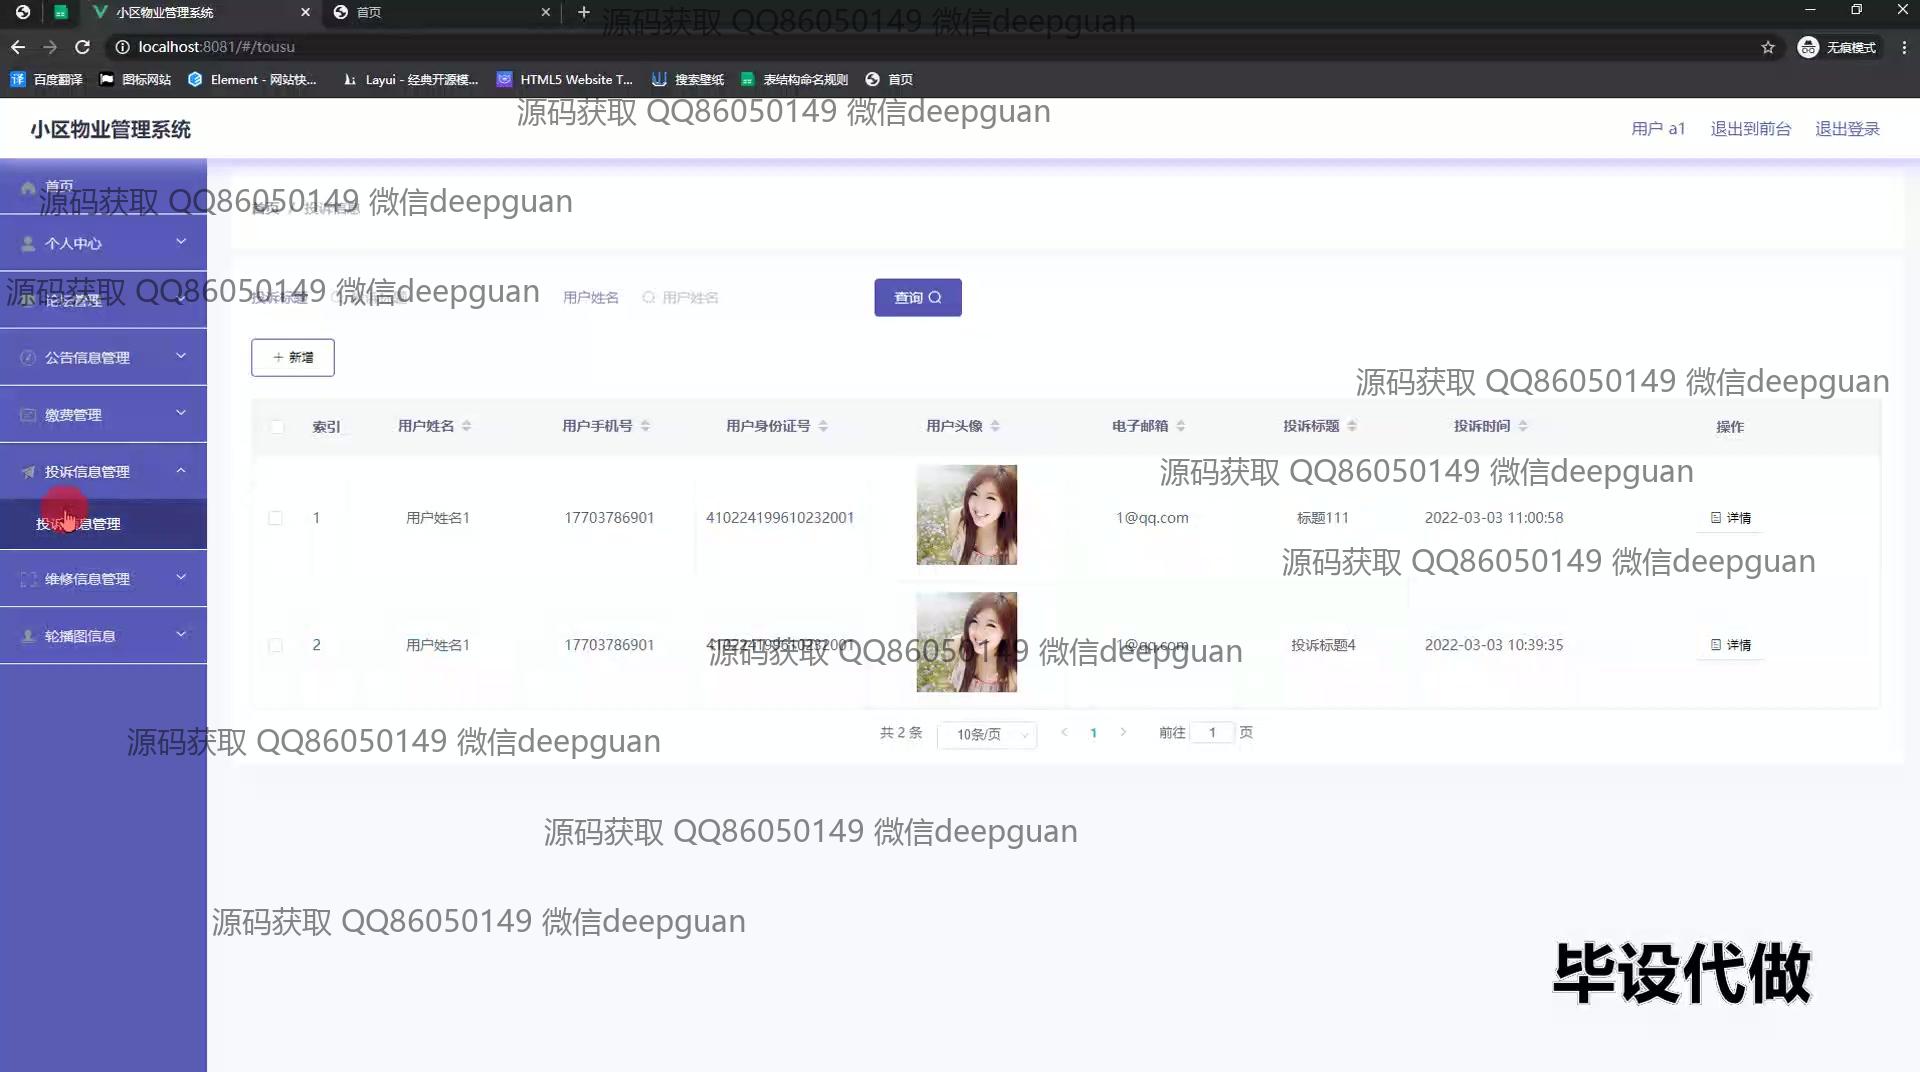 小区物业管理系统
首页
源码获取 QQ86050149 微信deepguan
localhost:8081/#/tousu
无痕模式
百度翻译
图标网站
Element - 网站快...
Layui - 经典开源模...
HTML5 Website T...
搜索壁纸
表结构命名规则
首页
源码获取 QQ86050149 微信deepguan
小区物业管理系统
用户 a1
退出到前台
退出登录
首页
源码获取 QQ86050149 微信deepguan
首页
投诉信息
个人中心
源码获取 QQ86050149 微信deepguan
论坛管理
投诉标题
用户姓名
用户姓名
查询
公告信息管理
+ 新增
源码获取 QQ86050149 微信deepguan
缴费管理
索引
用户姓名
用户手机号
用户身份证号
用户头像
电子邮箱
投诉标题
投诉时间
操作
投诉信息管理
源码获取 QQ86050149 微信deepguan
投诉信息管理
1
用户姓名1
17703786901
410224199610232001
1@qq.com
标题111
2022-03-03 11:00:58
详情
源码获取 QQ86050149 微信deepguan
维修信息管理
轮播图信息
2
用户姓名1
17703786901
410224199610232001
1@qq.com
投诉标题4
2022-03-03 10:39:35
详情
源码获取 QQ86050149 微信deepguan
共 2 条
10条/页
1
前往
1
页
源码获取 QQ86050149 微信deepguan
源码获取 QQ86050149 微信deepguan
源码获取 QQ86050149 微信deepguan
毕设代做